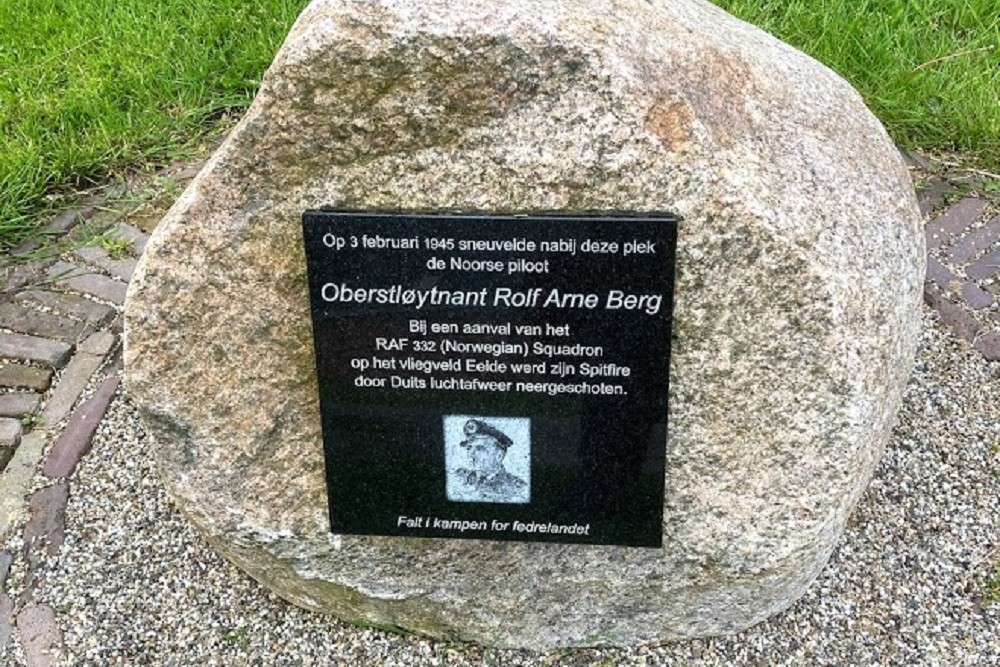 Op 3 februari 1945 sneuvelde nabij deze plek
de Noorse piloot
Oberstløytnant Rolf Arne Berg
Bij een aanval van het
RAF 332 (Norwegian) Squadron
op het vliegveld Eelde werd zijn Spitfire
door Duits luchtafweer neergeschoten.
Falt i kampen for fedrelandet